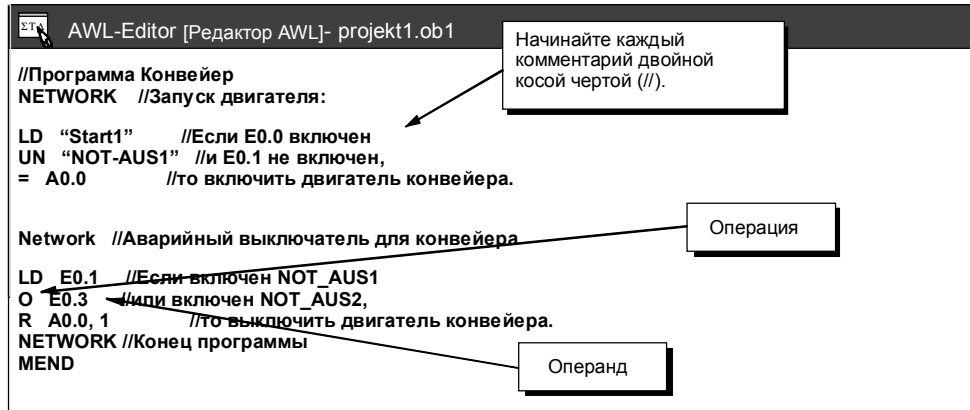 ΣΤΑ
AWL-Editor [Редактор AWL]- projekt1.ob1
Начинайте каждый
комментарий двойной
косой чертой (//).
//Программа Конвейер
NETWORK //Запуск двигателя:
LD “Start1” //Если E0.0 включен
UN “NOT-AUS1” //и E0.1 не включен,
= A0.0 //то включить двигатель конвейера.
Операция
Network //Аварийный выключатель для конвейера
LD E0.1 //Если включен NOT_AUS1
O E0.3 //или включен NOT_AUS2,
R A0.0, 1 //то выключить двигатель конвейера.
NETWORK //Конец программы
MEND
Операнд